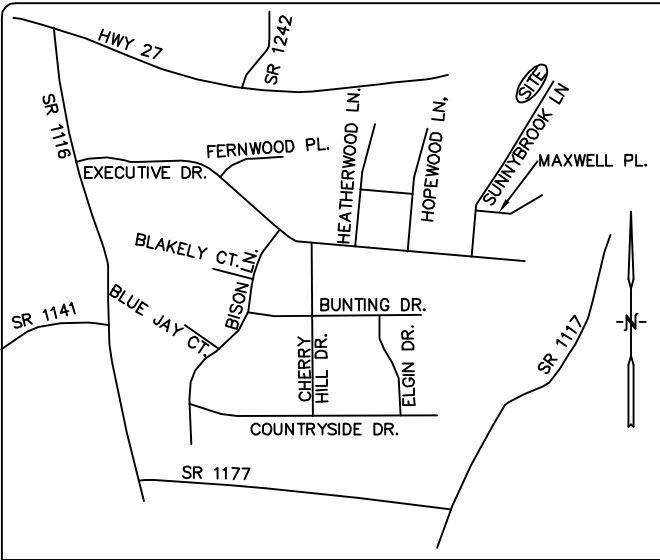 HWY 27
SR 1242
SR 1116
SITE
SUNNYBROOK LN
HEATHERWOOD LN.
HOPEWOOD LN,
FERNWOOD PL.
MAXWELL PL.
EXECUTIVE DR.
BLAKELY CT.
BISON LN.
BLUE JAY CT.
SR 1141
BUNTING DR.
CHERRY
HILL DR.
ELGIN DR.
SR 1117
-N-
COUNTRYSIDE DR.
SR 1177